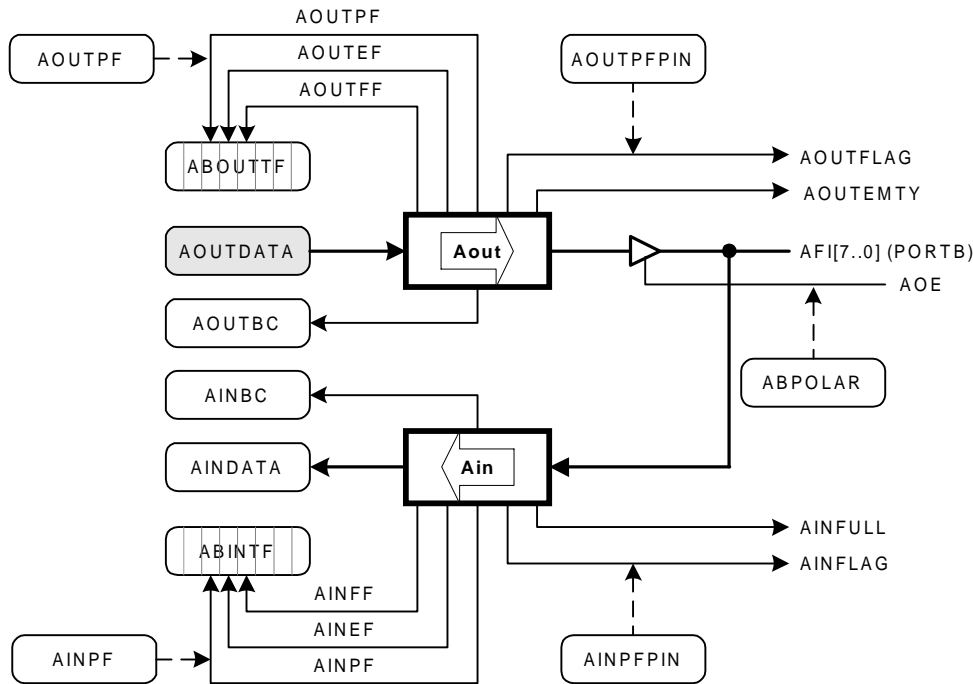 AOUTPF
AOUTPF
AOUTEF
AOUTPFPIN
AOUTFF
ABOUTTF
AOUTFLAG
AOUTEMTY
AOUTDATA
Aout
AFI[7..0] (PORTB)
AOE
AOUTBC
ABPOLAR
AINBC
AINDATA
Ain
AINFULL
ABINTF
AINFLAG
AINFF
AINEF
AINPF
AINPF
AINPFPIN